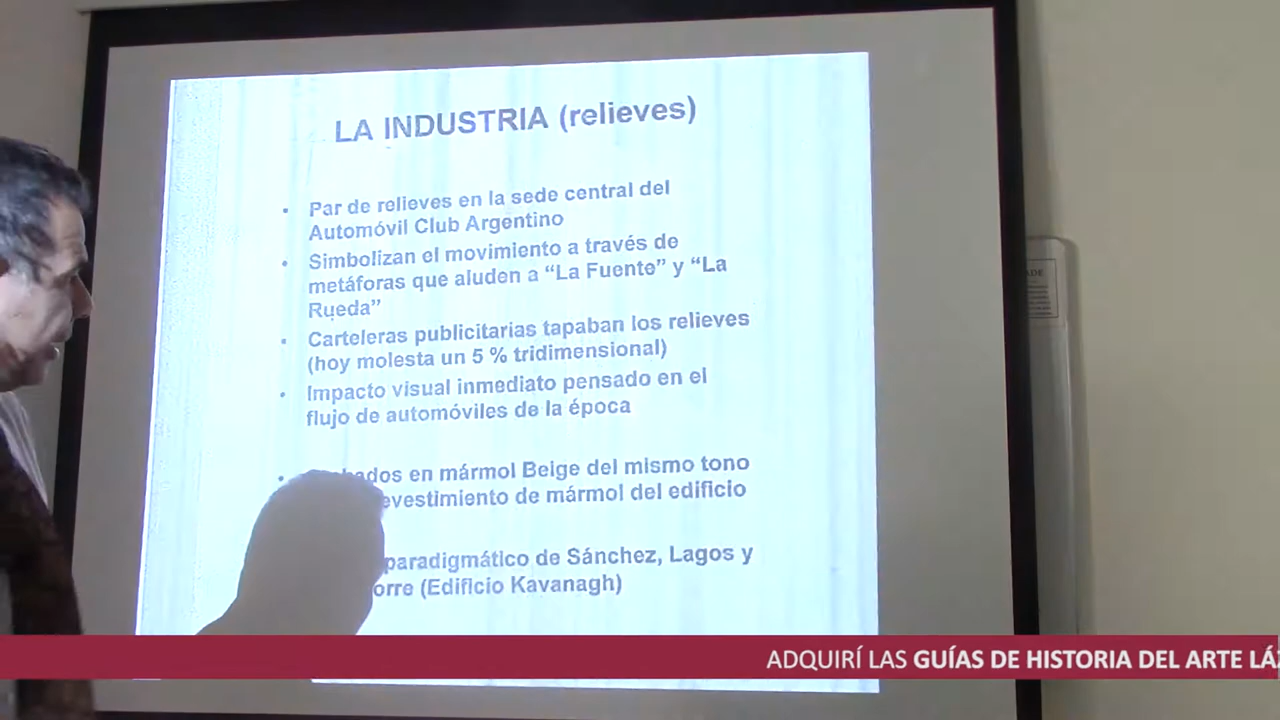 LA INDUSTRIA (relieves)
• Par de relieves en la sede central del
Automóvil Club Argentino
• Simbolizan el movimiento a través de
metáforas que aluden a “La Fuente” y “La
Rueda”
• Carteleras publicitarias tapaban los relieves
(hoy molesta un 5 % tridimensional)
• Impacto visual inmediato pensado en el
flujo de automóviles de la época
• en mármol Beige del mismo tono
de mármol del edificio
paradigmático de Sánchez, Lagos y
(Edificio Kavanagh)
ADQUIRÍ LAS GUÍAS DE HISTORIA DEL ARTE